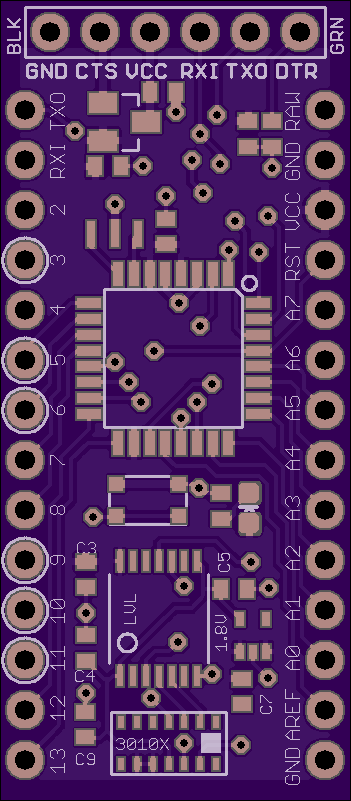 BLK
GRN
GND CTS VCC RXI TXO DTR
TXO
RAW
RXI
GND
2
VCC
3
RST
4
A7
5
A6
6
A5
7
A4
8
A3
9
C3
C5
A2
10
LVL
1.8V
A1
11
C4
A0
12
C7
AREF
13
C9
3010X
GND